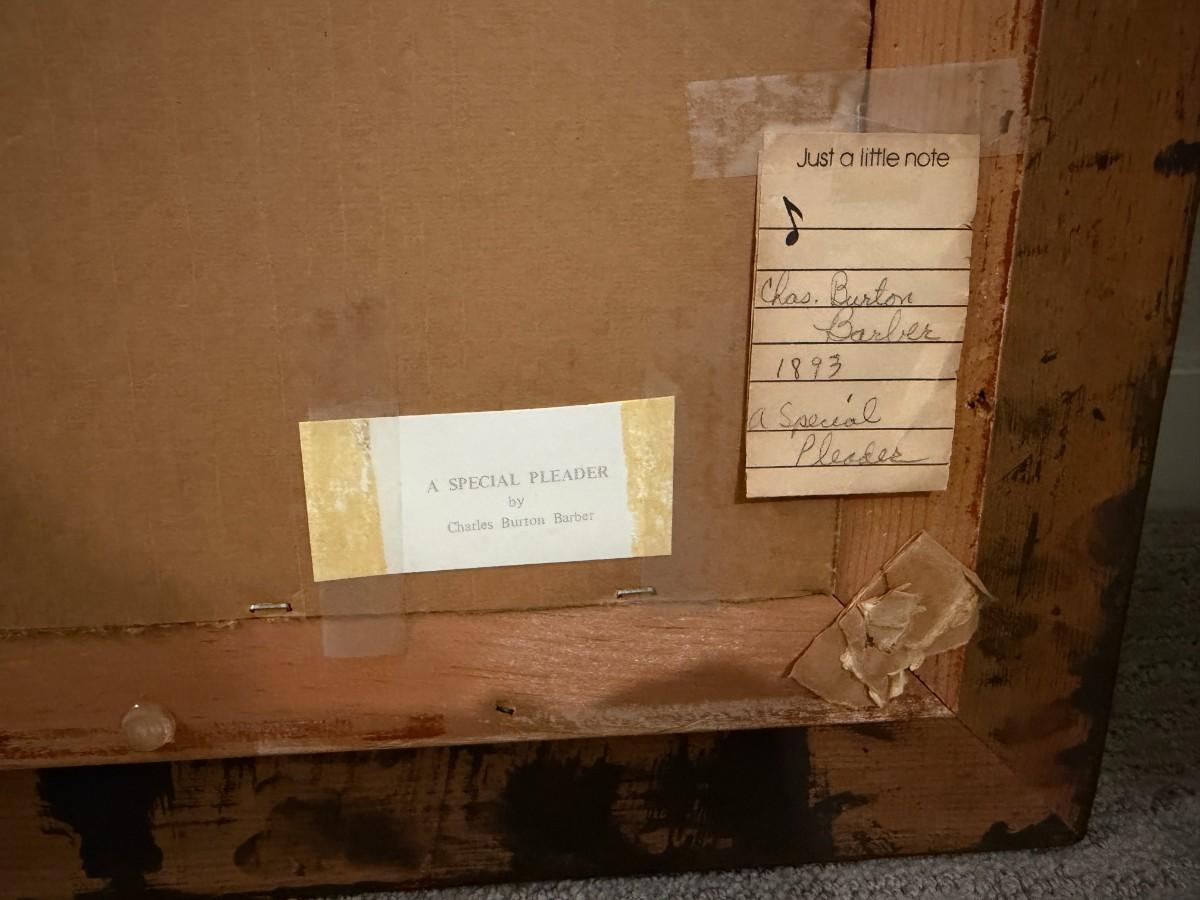 Just a little note
Chas. Burton
Barber
1893
a Special
Pleader
A SPECIAL PLEADER
by
Charles Burton Barber